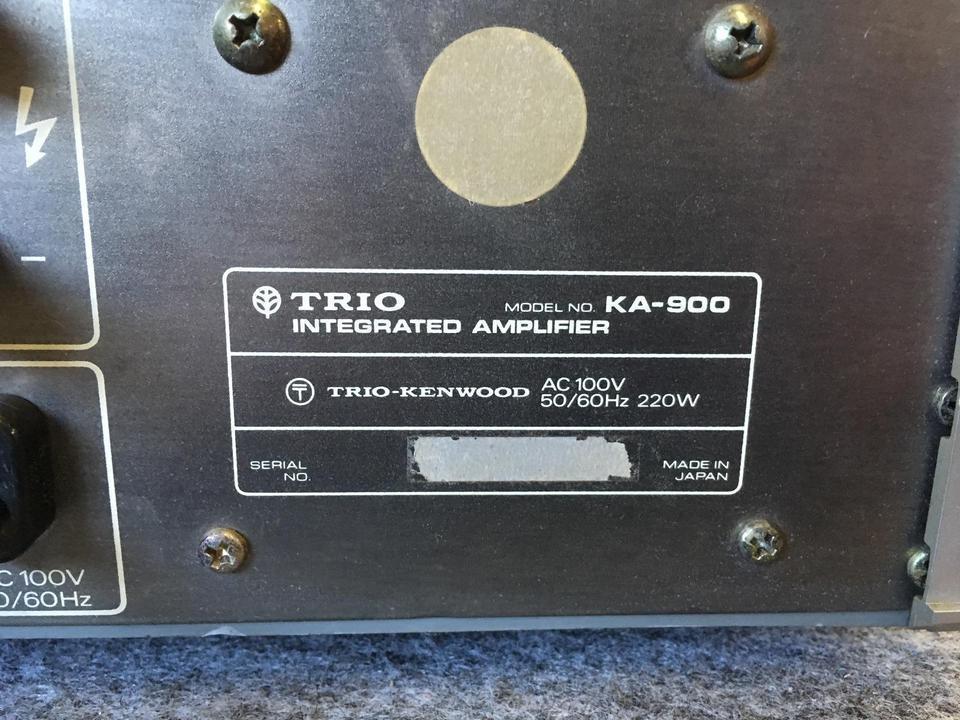 TRIO MODEL NO. KA-900
INTEGRATED AMPLIFIER
TRIO-KENWOOD AC 100V
50/60Hz 220W
SERIAL NO.
MADE IN JAPAN
C 100V
0/60Hz